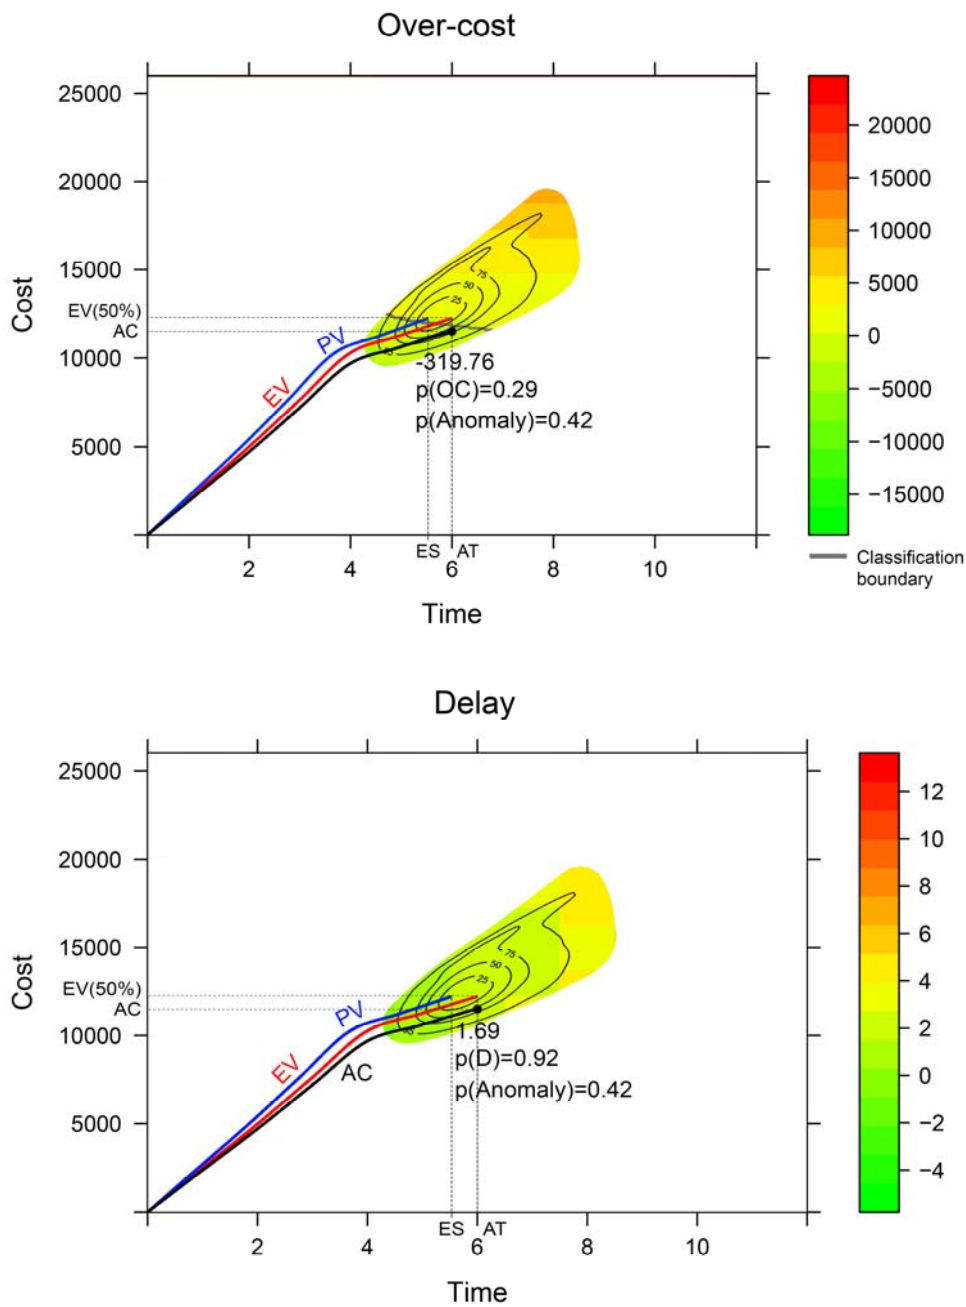 Over-cost
25000
20000
15000
10000
5000
Cost
EV(50%)
AC
PV
EV
75
50
25
95
-319.76
p(OC)=0.29
p(Anomaly)=0.42
ES
AT
2
4
6
8
10
Time
20000
15000
10000
5000
0
−5000
−10000
−15000
Classification
boundary
Delay
25000
20000
15000
10000
5000
Cost
EV(50%)
AC
PV
EV
AC
75
50
25
1.69
p(D)=0.92
p(Anomaly)=0.42
ES
AT
2
4
6
8
10
Time
12
10
8
6
4
2
0
−2
−4